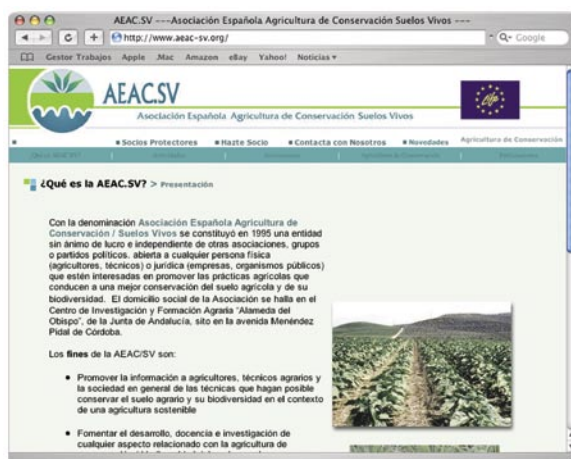 AEAC.SV ---Asociación Española Agricultura de Conservación Suelos Vivos ---
http://www.aeac-sv.org/
Google
Gestor Trabajos Apple .Mac Amazon eBay Yahoo! Noticias
AEAC.SV
Asociación Española Agricultura de Conservación Suelos Vivos
life
Socios Protectores Hazte Socio Contacta con Nosotros Novedades Agricultura de Conservación
¿Qué es la AEAC.SV? > Presentación
Con la denominación Asociación Española Agricultura de
Conservación / Suelos Vivos se constituyó en 1995 una entidad
sin ánimo de lucro e independiente de otras asociaciones, grupos
o partidos políticos, abierta a cualquier persona física
(agricultores, técnicos) o jurídica (empresas, organismos públicos)
que estén interesadas en promover las prácticas agrícolas que
conducen a una mejor conservación del suelo agrícola y de su
biodiversidad. El domicilio social de la Asociación se halla en el
Centro de Investigación y Formación Agraria "Alameda del
Obispo", de la Junta de Andalucía, sito en la avenida Menéndez
Pidal de Córdoba.
Los fines de la AEAC/SV son:
Promover la información a agricultores, técnicos agrarios y
la sociedad en general de las técnicas que hagan posible
conservar el suelo agrario y su biodiversidad en el contexto
de una agricultura sostenible
Fomentar el desarrollo, docencia e investigación de
cualquier aspecto relacionado con la agricultura de